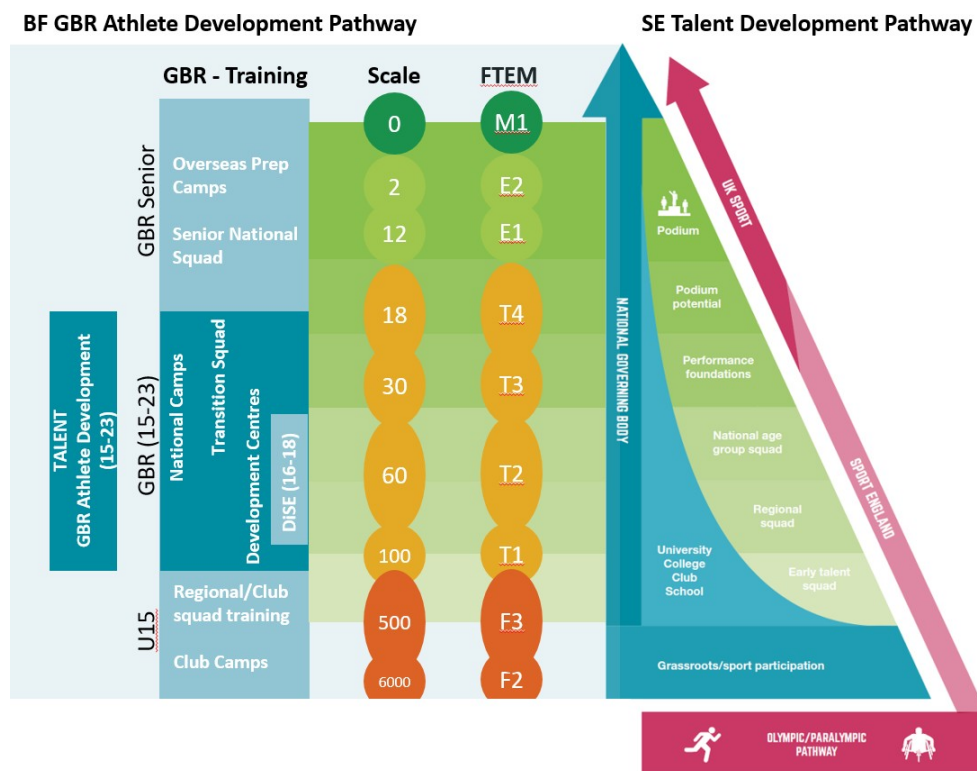 BF GBR Athlete Development Pathway
SE Talent Development Pathway
GBR - Training
Scale
FTEM
GBR Senior
Overseas Prep
Camps
Senior National
Squad
TALENT
GBR Athlete Development
(15-23)
GBR (15-23)
National Camps
Transition Squad
Development Centres
DiSE (16-18)
U15
Regional/Club
squad training
Club Camps
0
M1
2
E2
12
E1
18
T4
30
T3
60
T2
100
T1
500
F3
6000
F2
NATIONAL GOVERNING BODY
Podium
Podium
potential
Performance
foundations
National age
group squad
Regional
squad
Early talent
squad
University
College
Club
School
Grassroots/sport participation
UK SPORT
SPORT ENGLAND
OLYMPIC/PARALYMPIC
PATHWAY